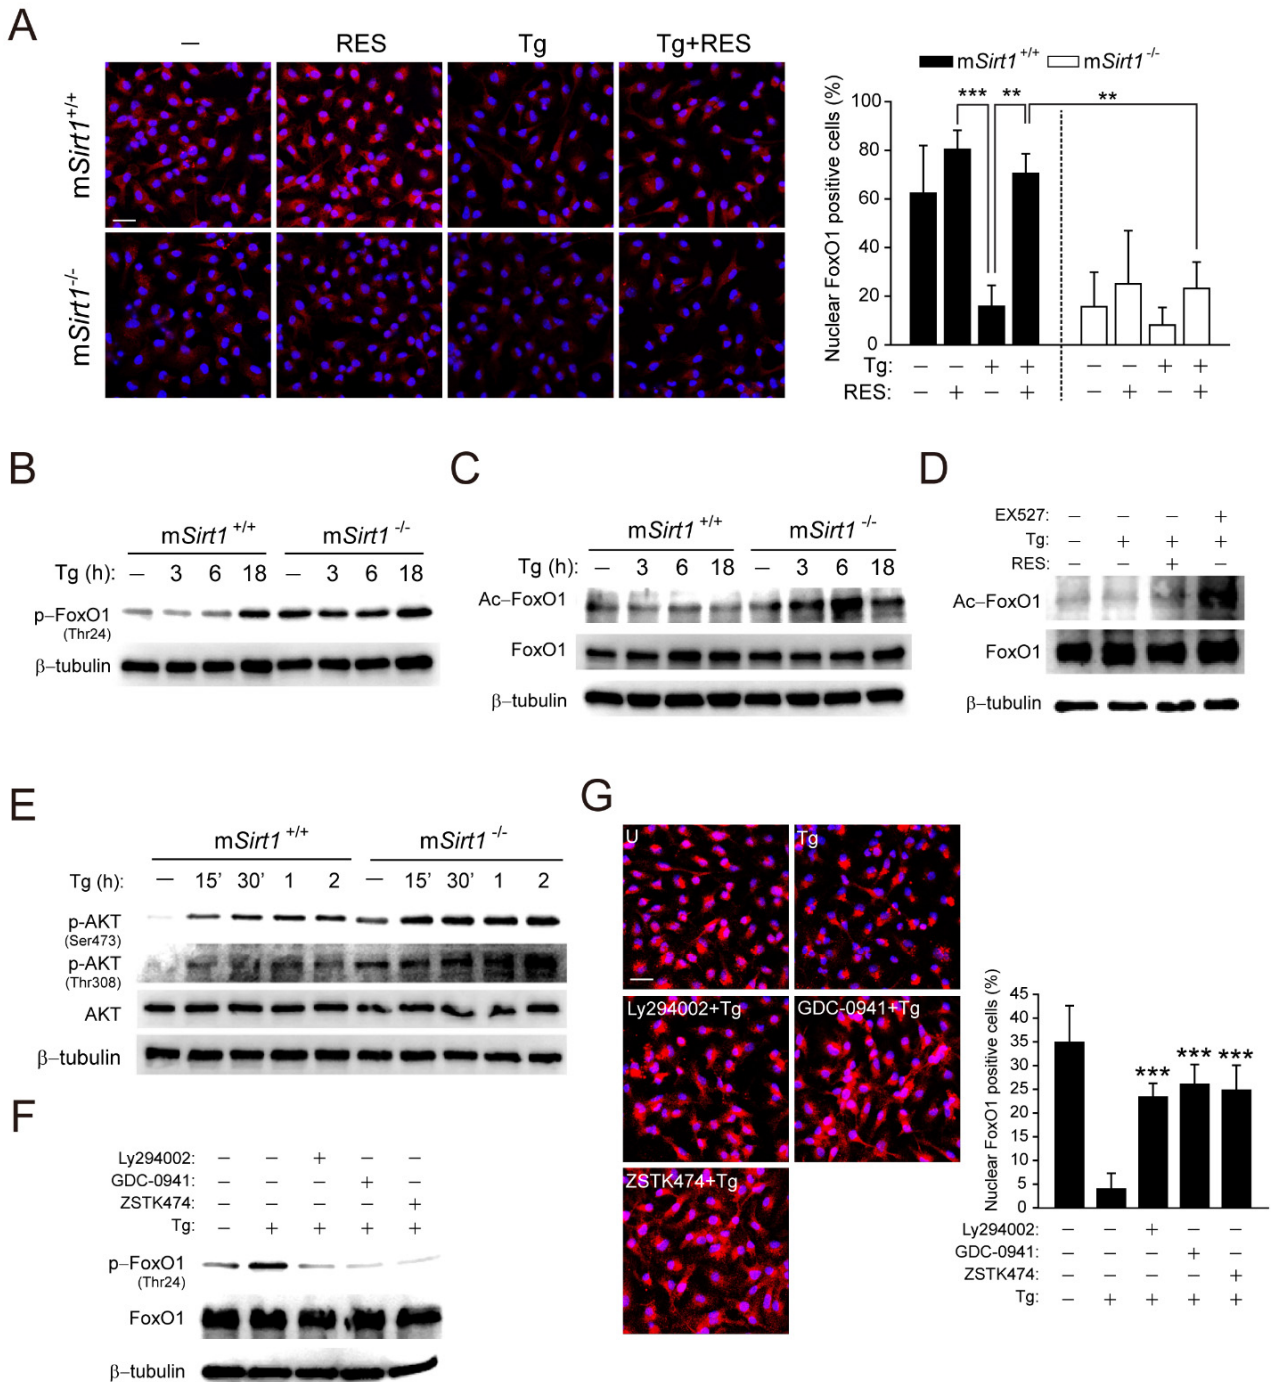 A
– RES Tg Tg+RES
mSirt1+/+
mSirt1-/-
mSirt1+/+ mSirt1-/-
Nuclear FoxO1 positive cells (%)
100
80
60
40
20
0
*** ** **
Tg: – – + + – – + +
RES: – + – + – + – +
B
mSirt1 +/+ mSirt1 -/-
Tg (h): – 3 6 18 – 3 6 18
p–FoxO1
(Thr24)
β–tubulin
C
mSirt1 +/+ mSirt1 -/-
Tg (h): – 3 6 18 – 3 6 18
Ac–FoxO1
FoxO1
β–tubulin
D
EX527: – – – +
Tg: – + + +
RES: – – + –
Ac–FoxO1
FoxO1
β–tubulin
E
mSirt1 +/+ mSirt1 -/-
Tg (h): – 15’ 30’ 1 2 – 15’ 30’ 1 2
p-AKT
(Ser473)
p-AKT
(Thr308)
AKT
β–tubulin
F
Ly294002: – – + – –
GDC-0941: – – – + –
ZSTK474: – – – – +
Tg: – + + + +
p–FoxO1
(Thr24)
FoxO1
β–tubulin
G
U
Tg
Ly294002+Tg
GDC-0941+Tg
ZSTK474+Tg
Nuclear FoxO1 positive cells (%)
45
40
35
30
25
20
15
10
5
0
*** *** ***
Ly294002: – – + – –
GDC-0941: – – – + –
ZSTK474: – – – – +
Tg: – + + + +